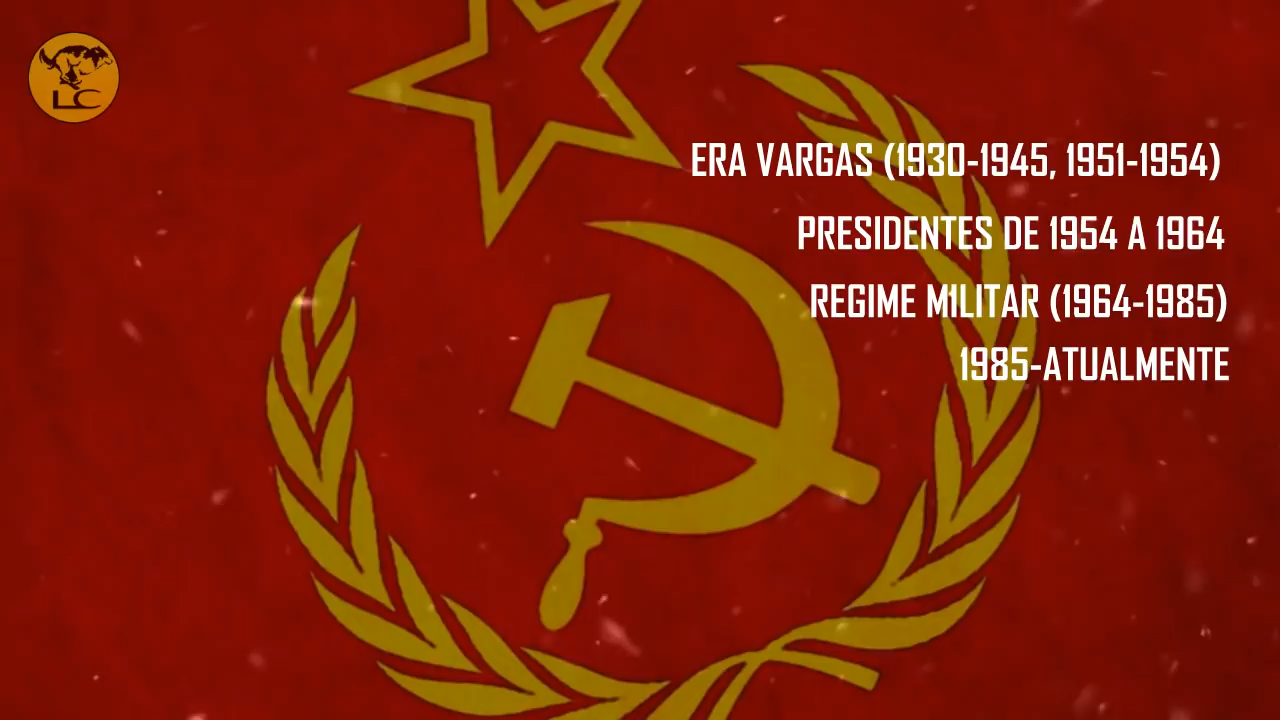 LC
ERA VARGAS (1930-1945, 1951-1954)
PRESIDENTES DE 1954 A 1964
REGIME MILITAR (1964-1985)
1985-ATUALMENTE